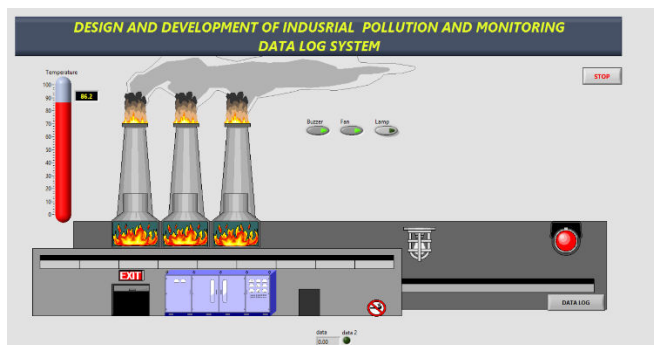 DESIGN AND DEVELOPMENT OF INDUSRIAL POLLUTION AND MONITORING
DATA LOG SYSTEM
Temperature
STOP
100
90
80
70
60
50
40
30
20
10
0
86.2
Buzzer Fan Lamp
EXIT
DATA LOG
data data 2
0.00